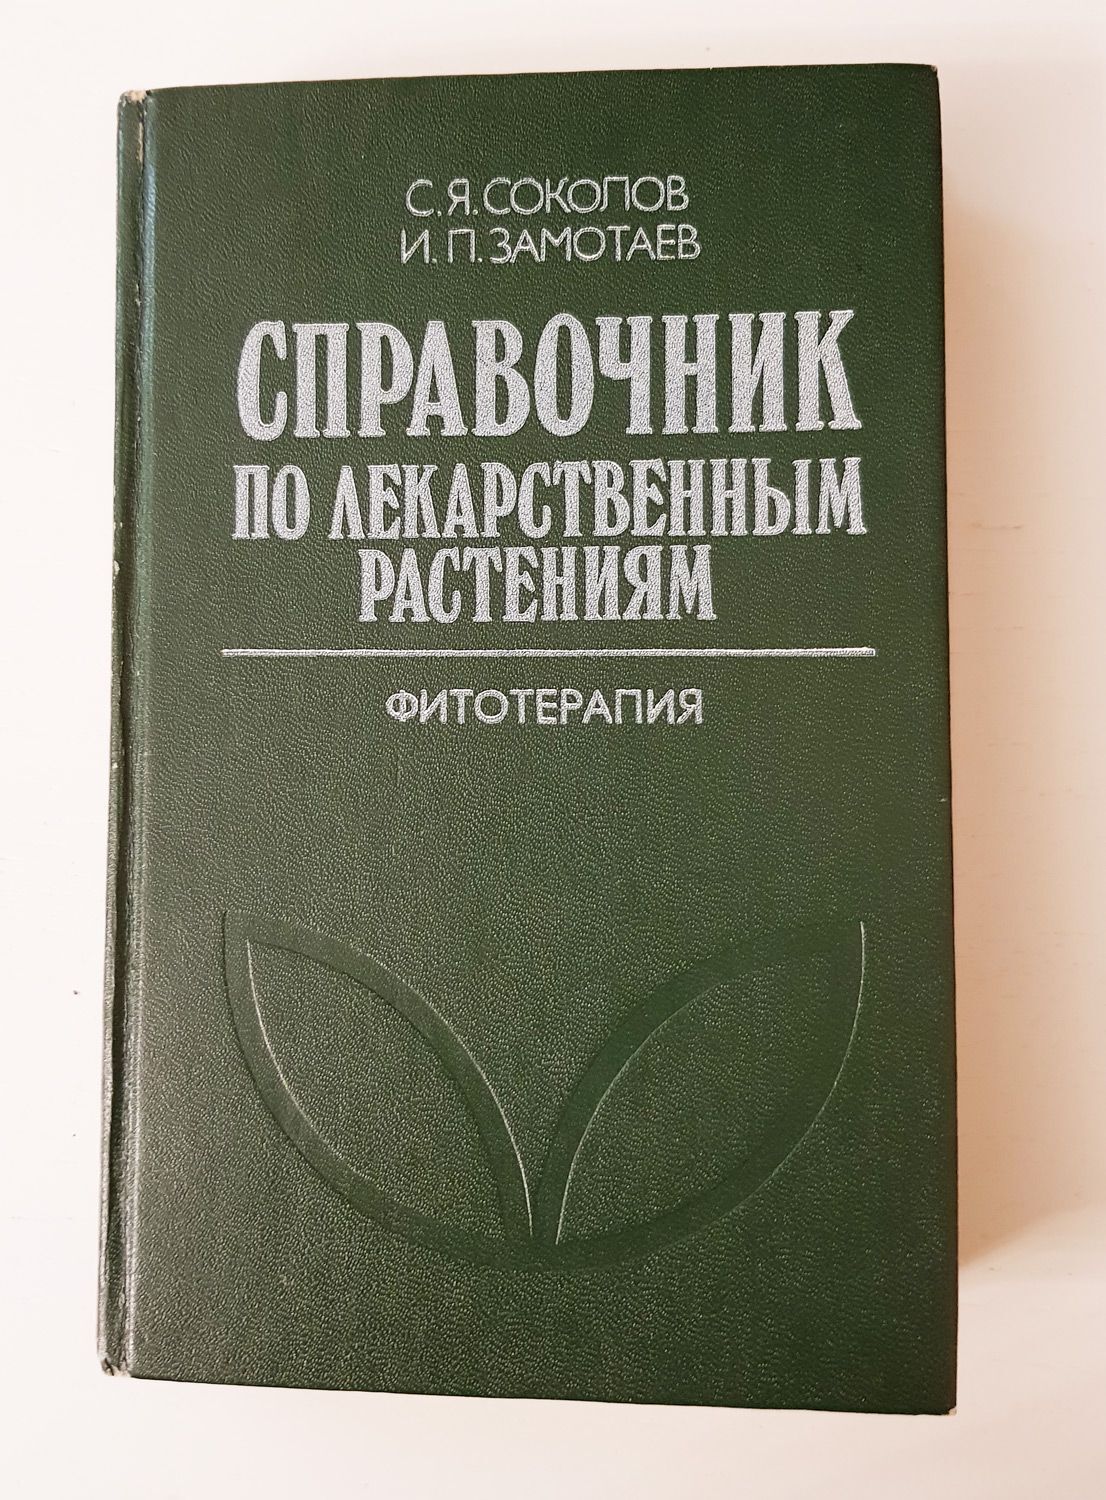 С.Я.СОКОЛОВ
И.П.ЗАМОТАЕВ
СПРАВОЧНИК
ПО ЛЕКАРСТВЕННЫМ
РАСТЕНИЯМ
ФИТОТЕРАПИЯ